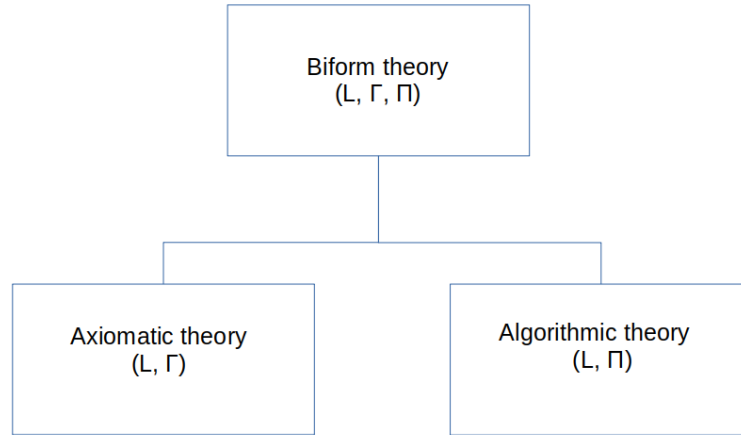 Biform theory
(L, Γ, Π)
Axiomatic theory
(L, Γ)
Algorithmic theory
(L, Π)